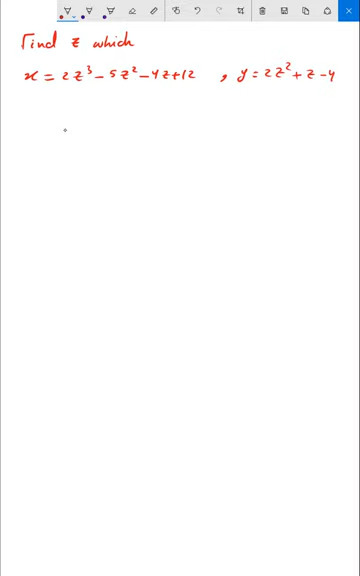 Find z which
x = 2z³ - 5z² - 4z + 12 , y = 2z² + z - 4